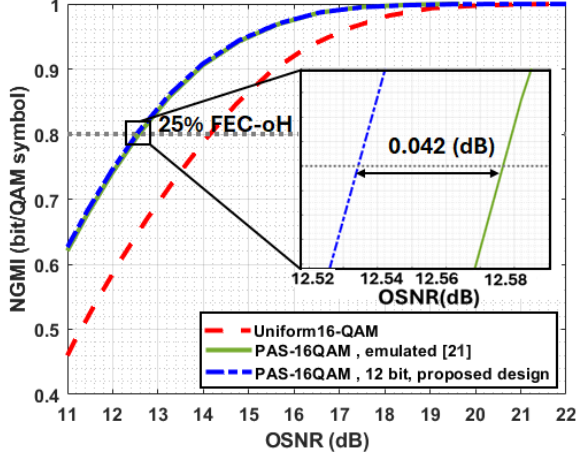 NGMI (bit/QAM symbol)
1
0.9
0.8
0.7
0.6
0.5
0.4
25% FEC-oH
0.042 (dB)
12.52
12.54
12.56
12.58
OSNR(dB)
Uniform16-QAM
PAS-16QAM , emulated [21]
PAS-16QAM , 12 bit, proposed design
11 12 13 14 15 16 17 18 19 20 21 22
OSNR (dB)